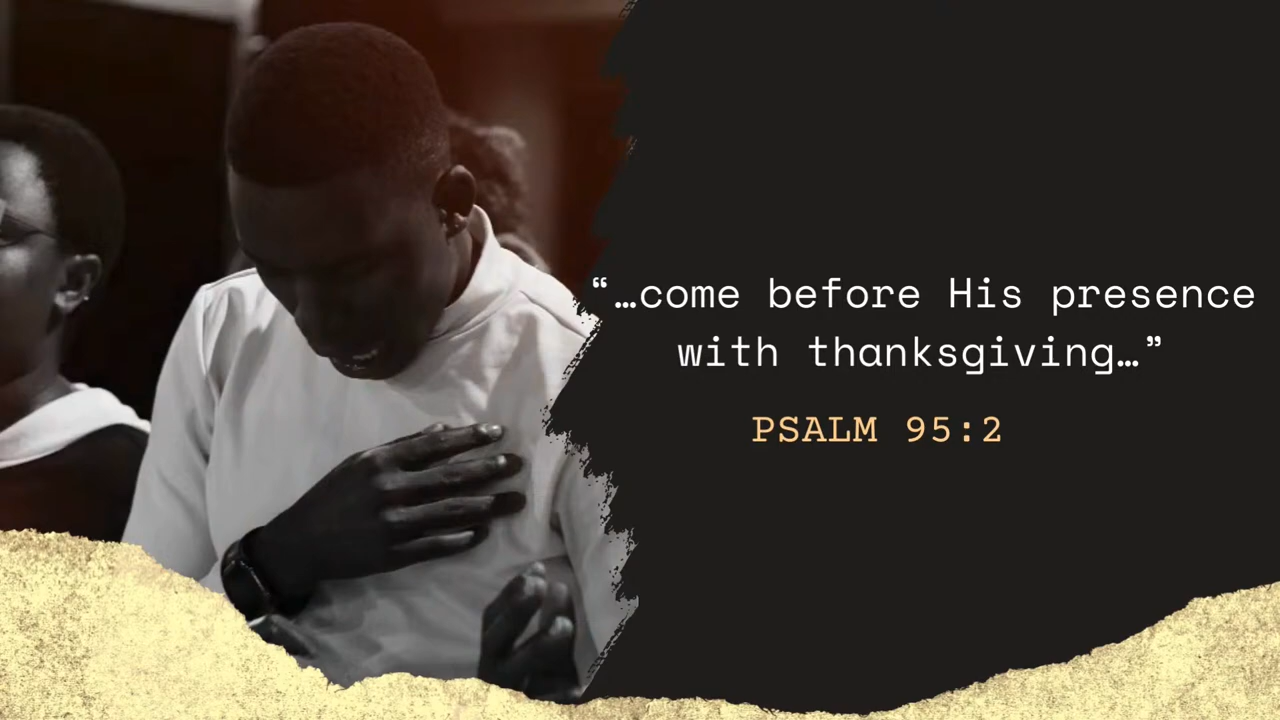 “…come before His presence
with thanksgiving…”
PSALM 95:2